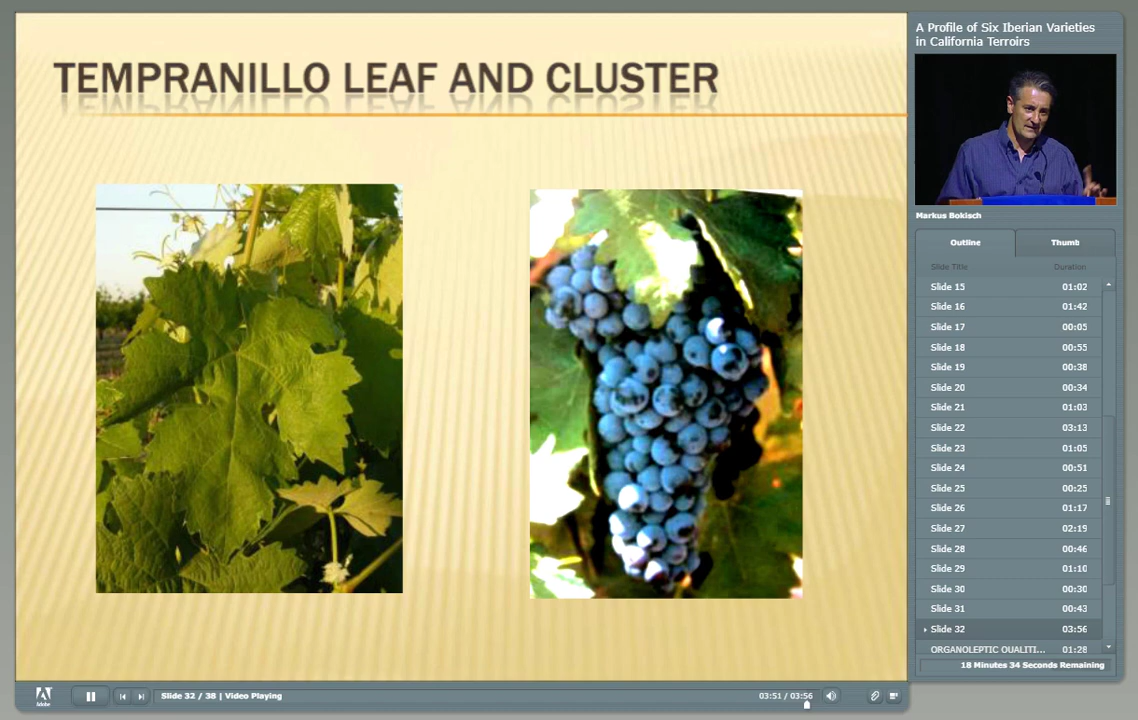 TEMPRANILLO LEAF AND CLUSTER
A Profile of Six Iberian Varieties
in California Terroirs
Markus Bokisch
Outline Thumb
Slide Title Duration
Slide 15 01:02
Slide 16 01:42
Slide 17 00:05
Slide 18 00:55
Slide 19 00:38
Slide 20 00:34
Slide 21 01:03
Slide 22 03:13
Slide 23 01:05
Slide 24 00:51
Slide 25 00:25
Slide 26 01:17
Slide 27 02:19
Slide 28 00:46
Slide 29 01:10
Slide 30 00:30
Slide 31 00:43
Slide 32 03:56
ORGANOLEPTIC QUALITI... 01:28
18 Minutes 34 Seconds Remaining
Adobe
Slide 32 / 38 | Video Playing
03:51 / 03:56